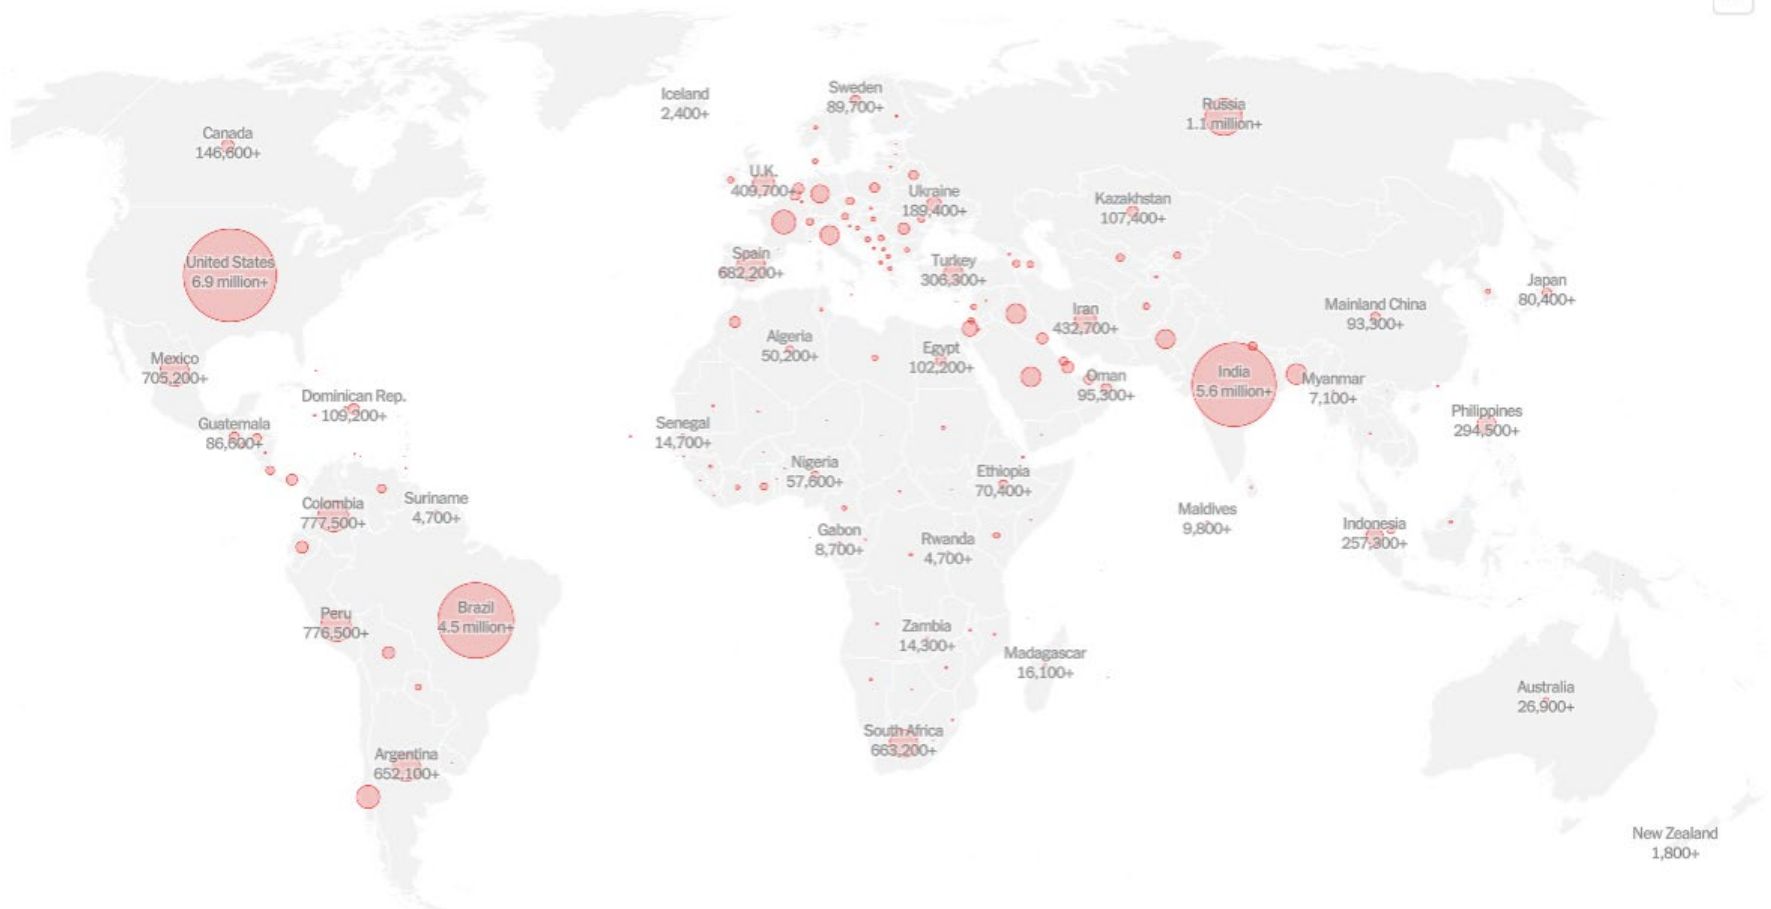 Iceland
2,400+
Sweden
89,700+
Russia
1.1 million+
Canada
146,600+
U.K.
409,700+
Ukraine
189,400+
Kazakhstan
107,400+
United States
6.9 million+
Spain
682,200+
Turkey
306,300+
Iran
432,700+
Mainland China
93,300+
Japan
80,400+
Mexico
705,200+
Algeria
50,200+
Egypt
102,200+
Oman
95,300+
India
5.6 million+
Myanmar
7,100+
Dominican Rep.
109,200+
Guatemala
86,600+
Senegal
14,700+
Philippines
294,500+
Nigeria
57,600+
Ethiopia
70,400+
Colombia
777,500+
Suriname
4,700+
Maldives
9,800+
Indonesia
257,300+
Gabon
8,700+
Rwanda
4,700+
Peru
776,500+
Brazil
4.5 million+
Zambia
14,300+
Madagascar
16,100+
Australia
26,900+
South Africa
663,200+
Argentina
652,100+
New Zealand
1,800+